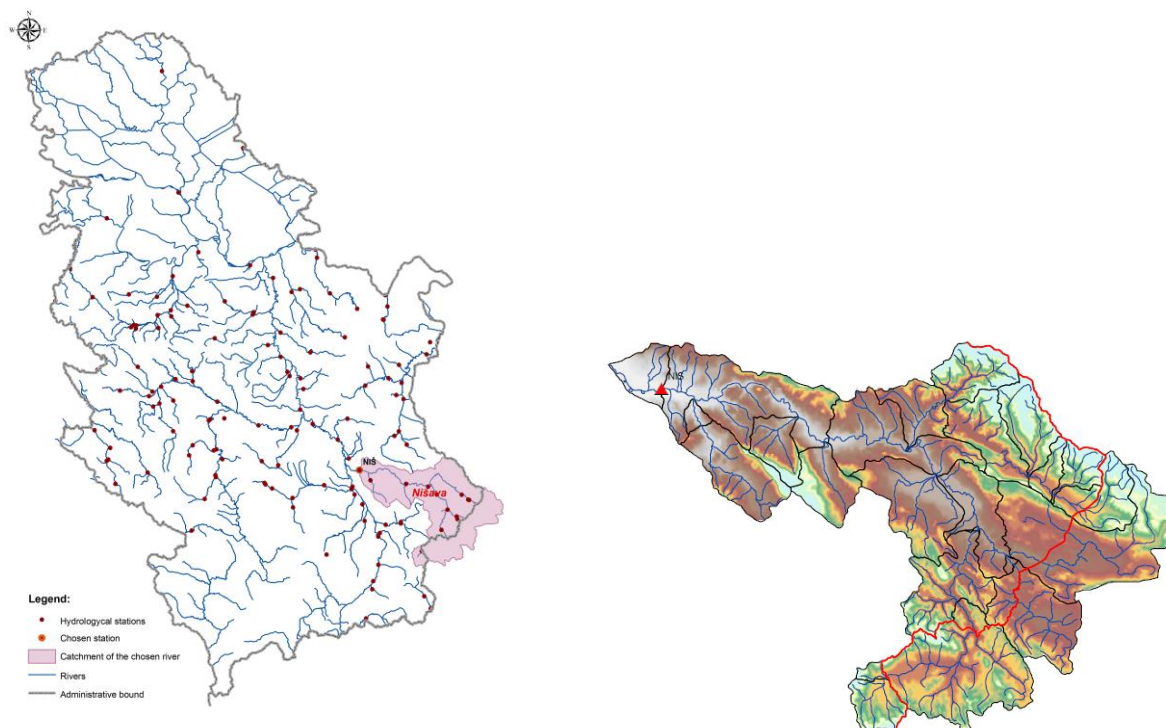 N
W E
S
NIŠ
Nišava
Legend:
Hydrologycal stations
Chosen station
Catchment of the chosen river
Rivers
Administrative bound
NIŠ